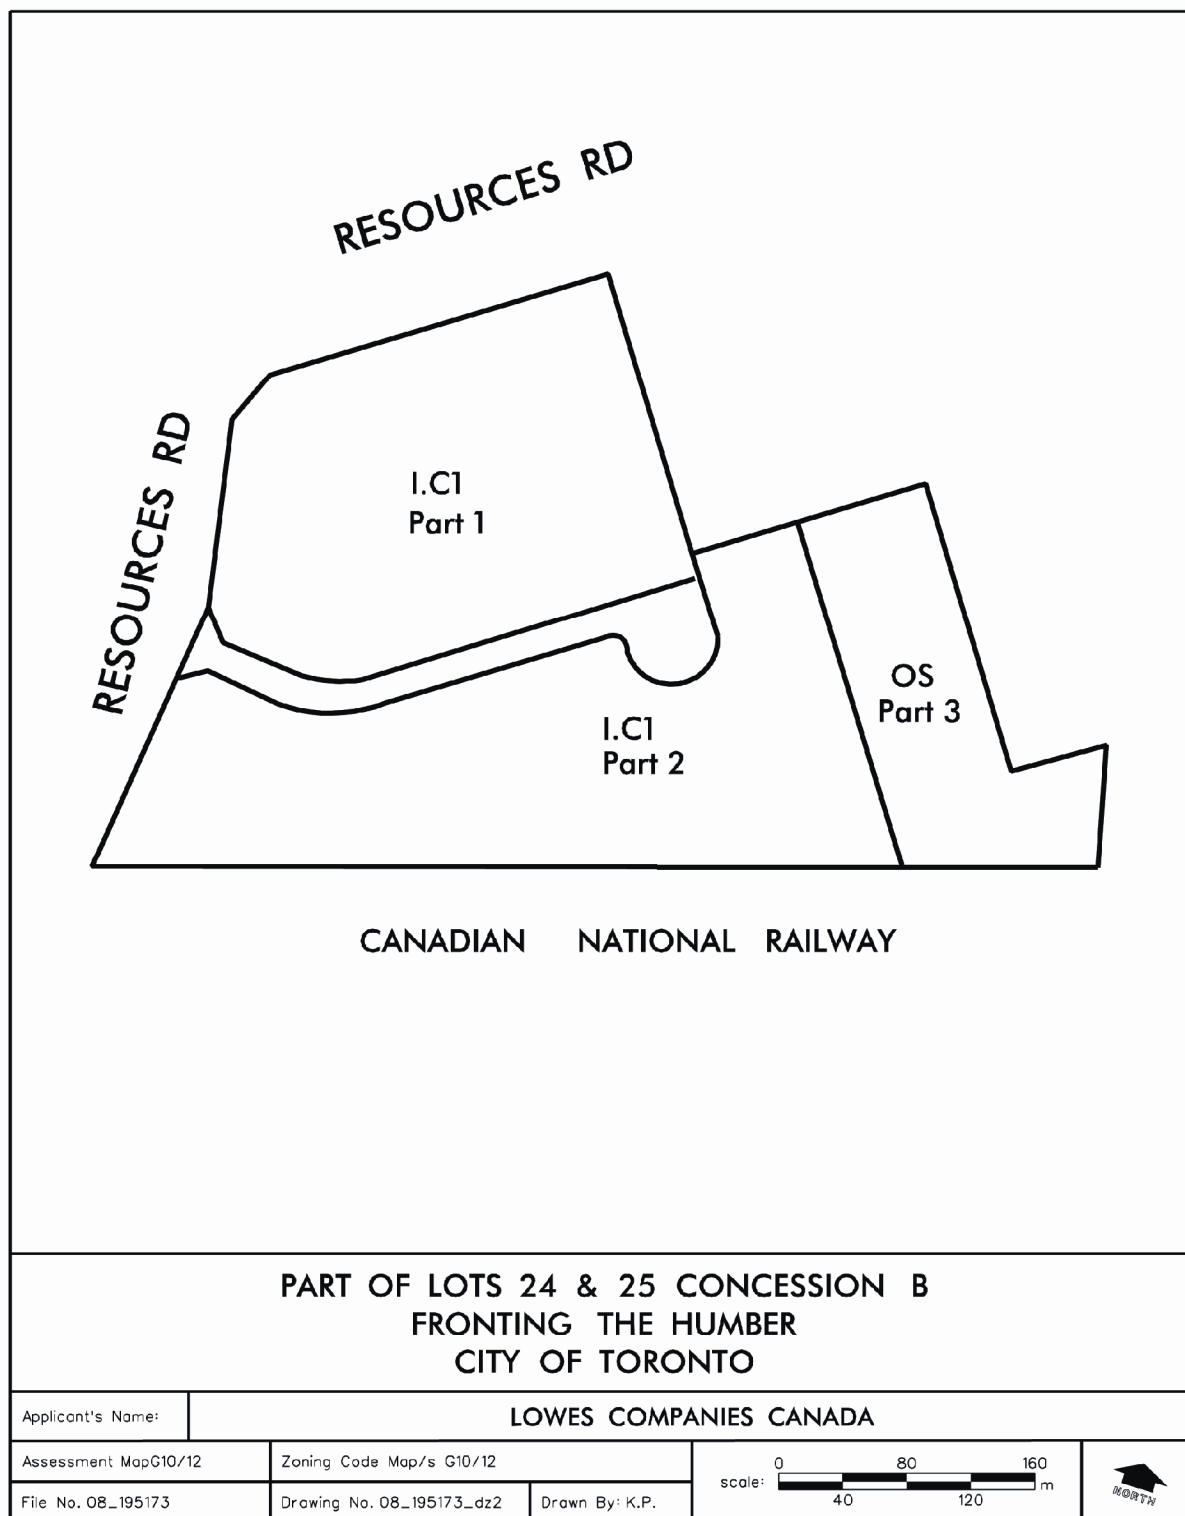 RESOURCES RD
RESOURCES RD
I.C1
Part 1
OS
Part 3
I.C1
Part 2
CANADIAN NATIONAL RAILWAY
PART OF LOTS 24 & 25 CONCESSION B
FRONTING THE HUMBER
CITY OF TORONTO
Applicant's Name:
LOWES COMPANIES CANADA
Assessment MapG10/12
Zoning Code Map/s G10/12
File No. 08_195173
Drawing No. 08_195173_dz2
Drawn By: K.P.
0 80 160
scale: m
40 120
NORTH